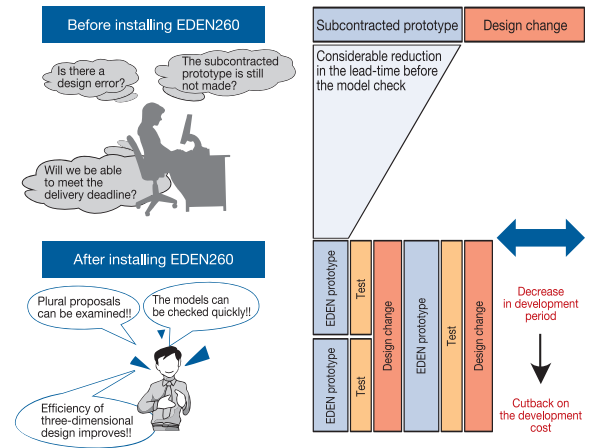 Before installing EDEN260
Is there a
design error?
The subcontracted
prototype is still
not made?
Will we be able
to meet the
delivery deadline?
After installing EDEN260
Plural proposals
can be examined!!
The models can
be checked quickly!!
Efficiency of
three-dimensional
design improves!!
Subcontracted prototype
Design change
Considerable reduction
in the lead-time before
the model check
EDEN prototype
Test
EDEN prototype
Test
Design change
EDEN prototype
Test
Design change
Decrease
in development
period
Cutback on
the development
cost